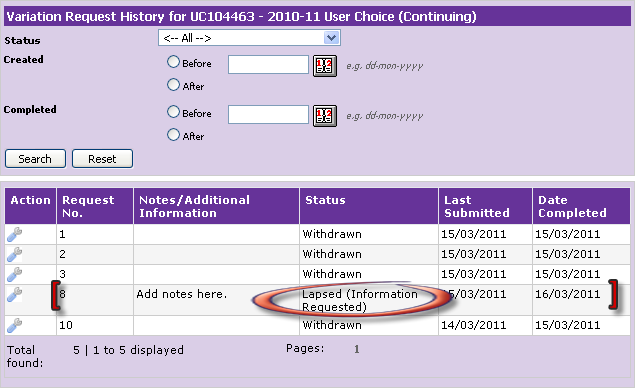 Variation Request History for UC104463 - 2010-11 User Choice (Continuing)
Status <-- All -->
Created Before e.g. dd-mon-yyyy
After
Completed Before e.g. dd-mon-yyyy
After
Search Reset
Action Request No. Notes/Additional Information Status Last Submitted Date Completed
1 Withdrawn 15/03/2011 15/03/2011
2 Withdrawn 15/03/2011 15/03/2011
3 Withdrawn 15/03/2011 15/03/2011
8 Add notes here. Lapsed (Information Requested) 15/03/2011 16/03/2011
10 Withdrawn 14/03/2011 15/03/2011
Total found: 5 | 1 to 5 displayed Pages: 1